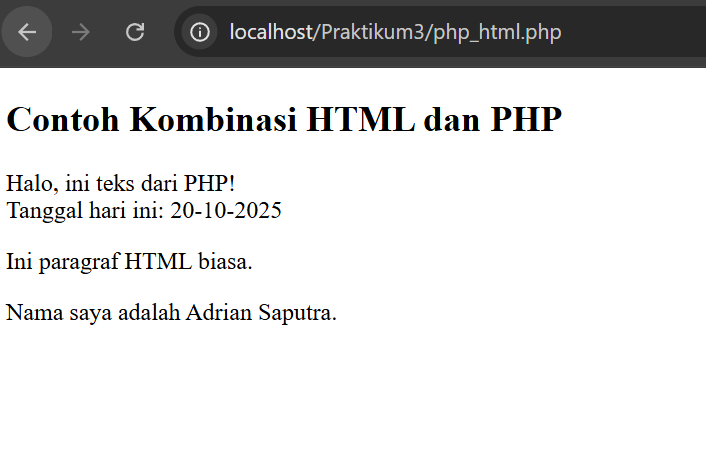 localhost/Praktikum3/php_html.php
Contoh Kombinasi HTML dan PHP
Halo, ini teks dari PHP!
Tanggal hari ini: 20-10-2025
Ini paragraf HTML biasa.
Nama saya adalah Adrian Saputra.